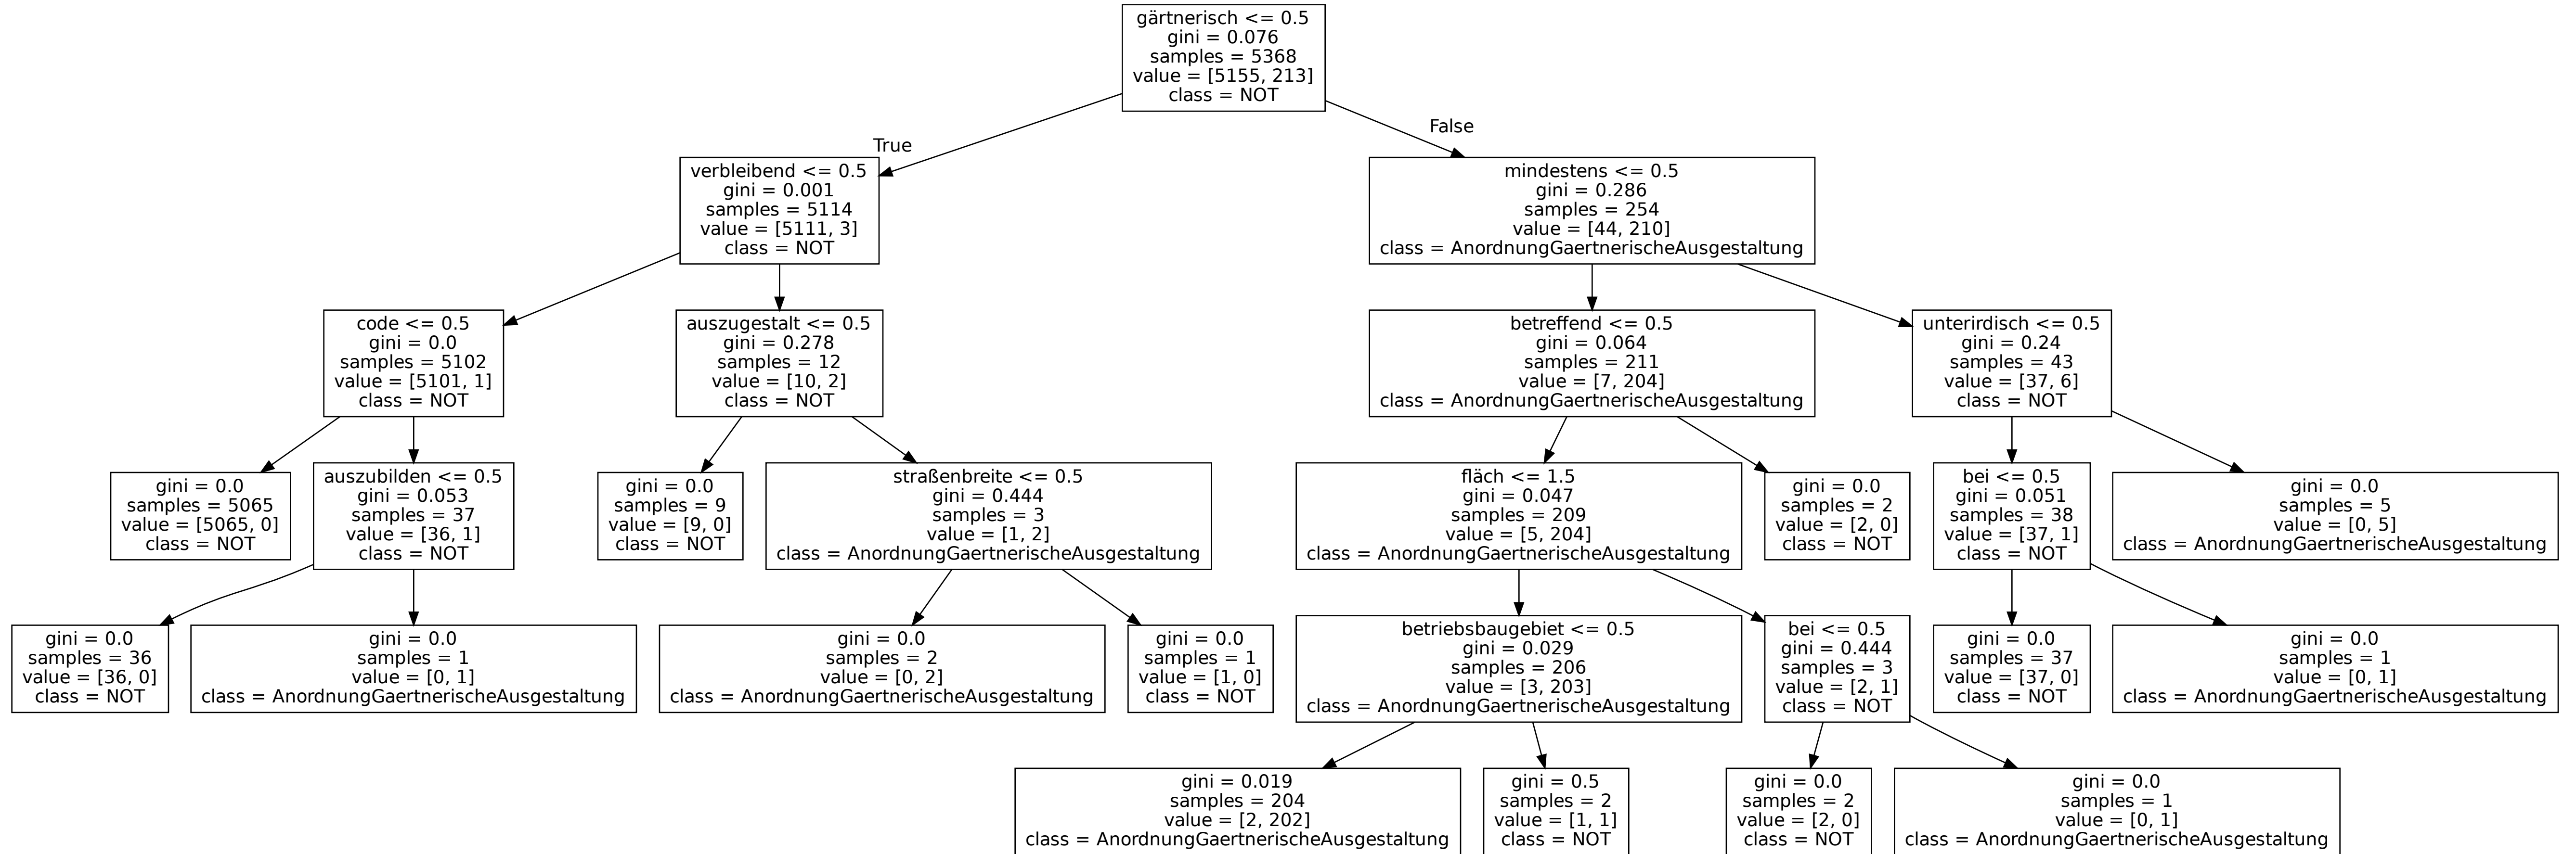 gärtnerisch <= 0.5
gini = 0.076
samples = 5368
value = [5155, 213]
class = NOT
True
False
verbleibend <= 0.5
gini = 0.001
samples = 5114
value = [5111, 3]
class = NOT
mindestens <= 0.5
gini = 0.286
samples = 254
value = [44, 210]
class = AnordnungGaertnerischeAusgestaltung
code <= 0.5
gini = 0.0
samples = 5102
value = [5101, 1]
class = NOT
auszugestalt <= 0.5
gini = 0.278
samples = 12
value = [10, 2]
class = NOT
betreffend <= 0.5
gini = 0.064
samples = 211
value = [7, 204]
class = AnordnungGaertnerischeAusgestaltung
unterirdisch <= 0.5
gini = 0.24
samples = 43
value = [37, 6]
class = NOT
gini = 0.0
samples = 5065
value = [5065, 0]
class = NOT
auszubilden <= 0.5
gini = 0.053
samples = 37
value = [36, 1]
class = NOT
gini = 0.0
samples = 9
value = [9, 0]
class = NOT
straßenbreite <= 0.5
gini = 0.444
samples = 3
value = [1, 2]
class = AnordnungGaertnerischeAusgestaltung
fläch <= 1.5
gini = 0.047
samples = 209
value = [5, 204]
class = AnordnungGaertnerischeAusgestaltung
gini = 0.0
samples = 2
value = [2, 0]
class = NOT
bei <= 0.5
gini = 0.051
samples = 38
value = [37, 1]
class = NOT
gini = 0.0
samples = 5
value = [0, 5]
class = AnordnungGaertnerischeAusgestaltung
gini = 0.0
samples = 36
value = [36, 0]
class = NOT
gini = 0.0
samples = 1
value = [0, 1]
class = AnordnungGaertnerischeAusgestaltung
gini = 0.0
samples = 2
value = [0, 2]
class = AnordnungGaertnerischeAusgestaltung
gini = 0.0
samples = 1
value = [1, 0]
class = NOT
betriebsbaugebiet <= 0.5
gini = 0.029
samples = 206
value = [3, 203]
class = AnordnungGaertnerischeAusgestaltung
bei <= 0.5
gini = 0.444
samples = 3
value = [2, 1]
class = NOT
gini = 0.0
samples = 37
value = [37, 0]
class = NOT
gini = 0.0
samples = 1
value = [0, 1]
class = AnordnungGaertnerischeAusgestaltung
gini = 0.019
samples = 204
value = [2, 202]
class = AnordnungGaertnerischeAusgestaltung
gini = 0.5
samples = 2
value = [1, 1]
class = NOT
gini = 0.0
samples = 2
value = [2, 0]
class = NOT
gini = 0.0
samples = 1
value = [0, 1]
class = AnordnungGaertnerischeAusgestaltung